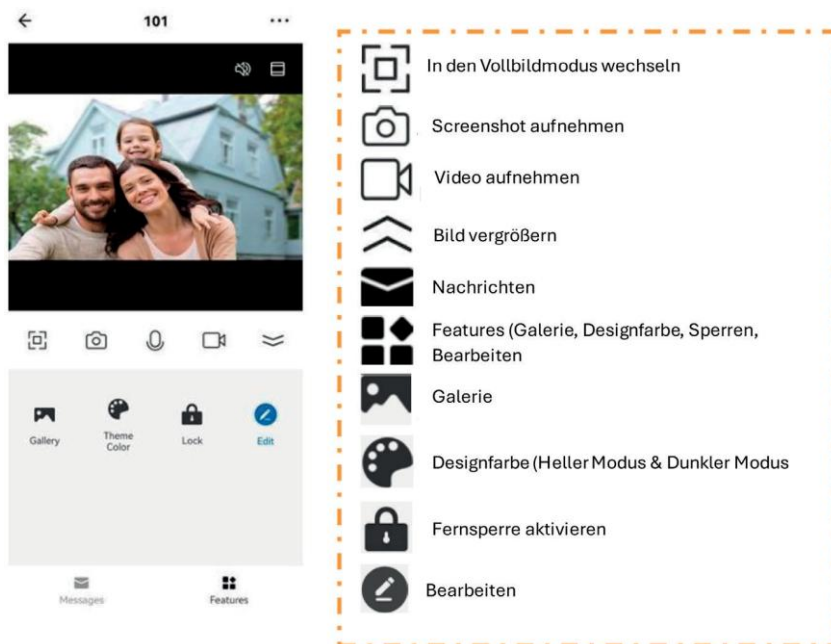 101
Gallery
Theme
Color
Lock
Edit
Messages
Features
In den Vollbildmodus wechseln
Screenshot aufnehmen
Video aufnehmen
Bild vergrößern
Nachrichten
Features (Galerie, Designfarbe, Sperren,
Bearbeiten
Galerie
Designfarbe (Heller Modus & Dunkler Modus
Fernsperre aktivieren
Bearbeiten